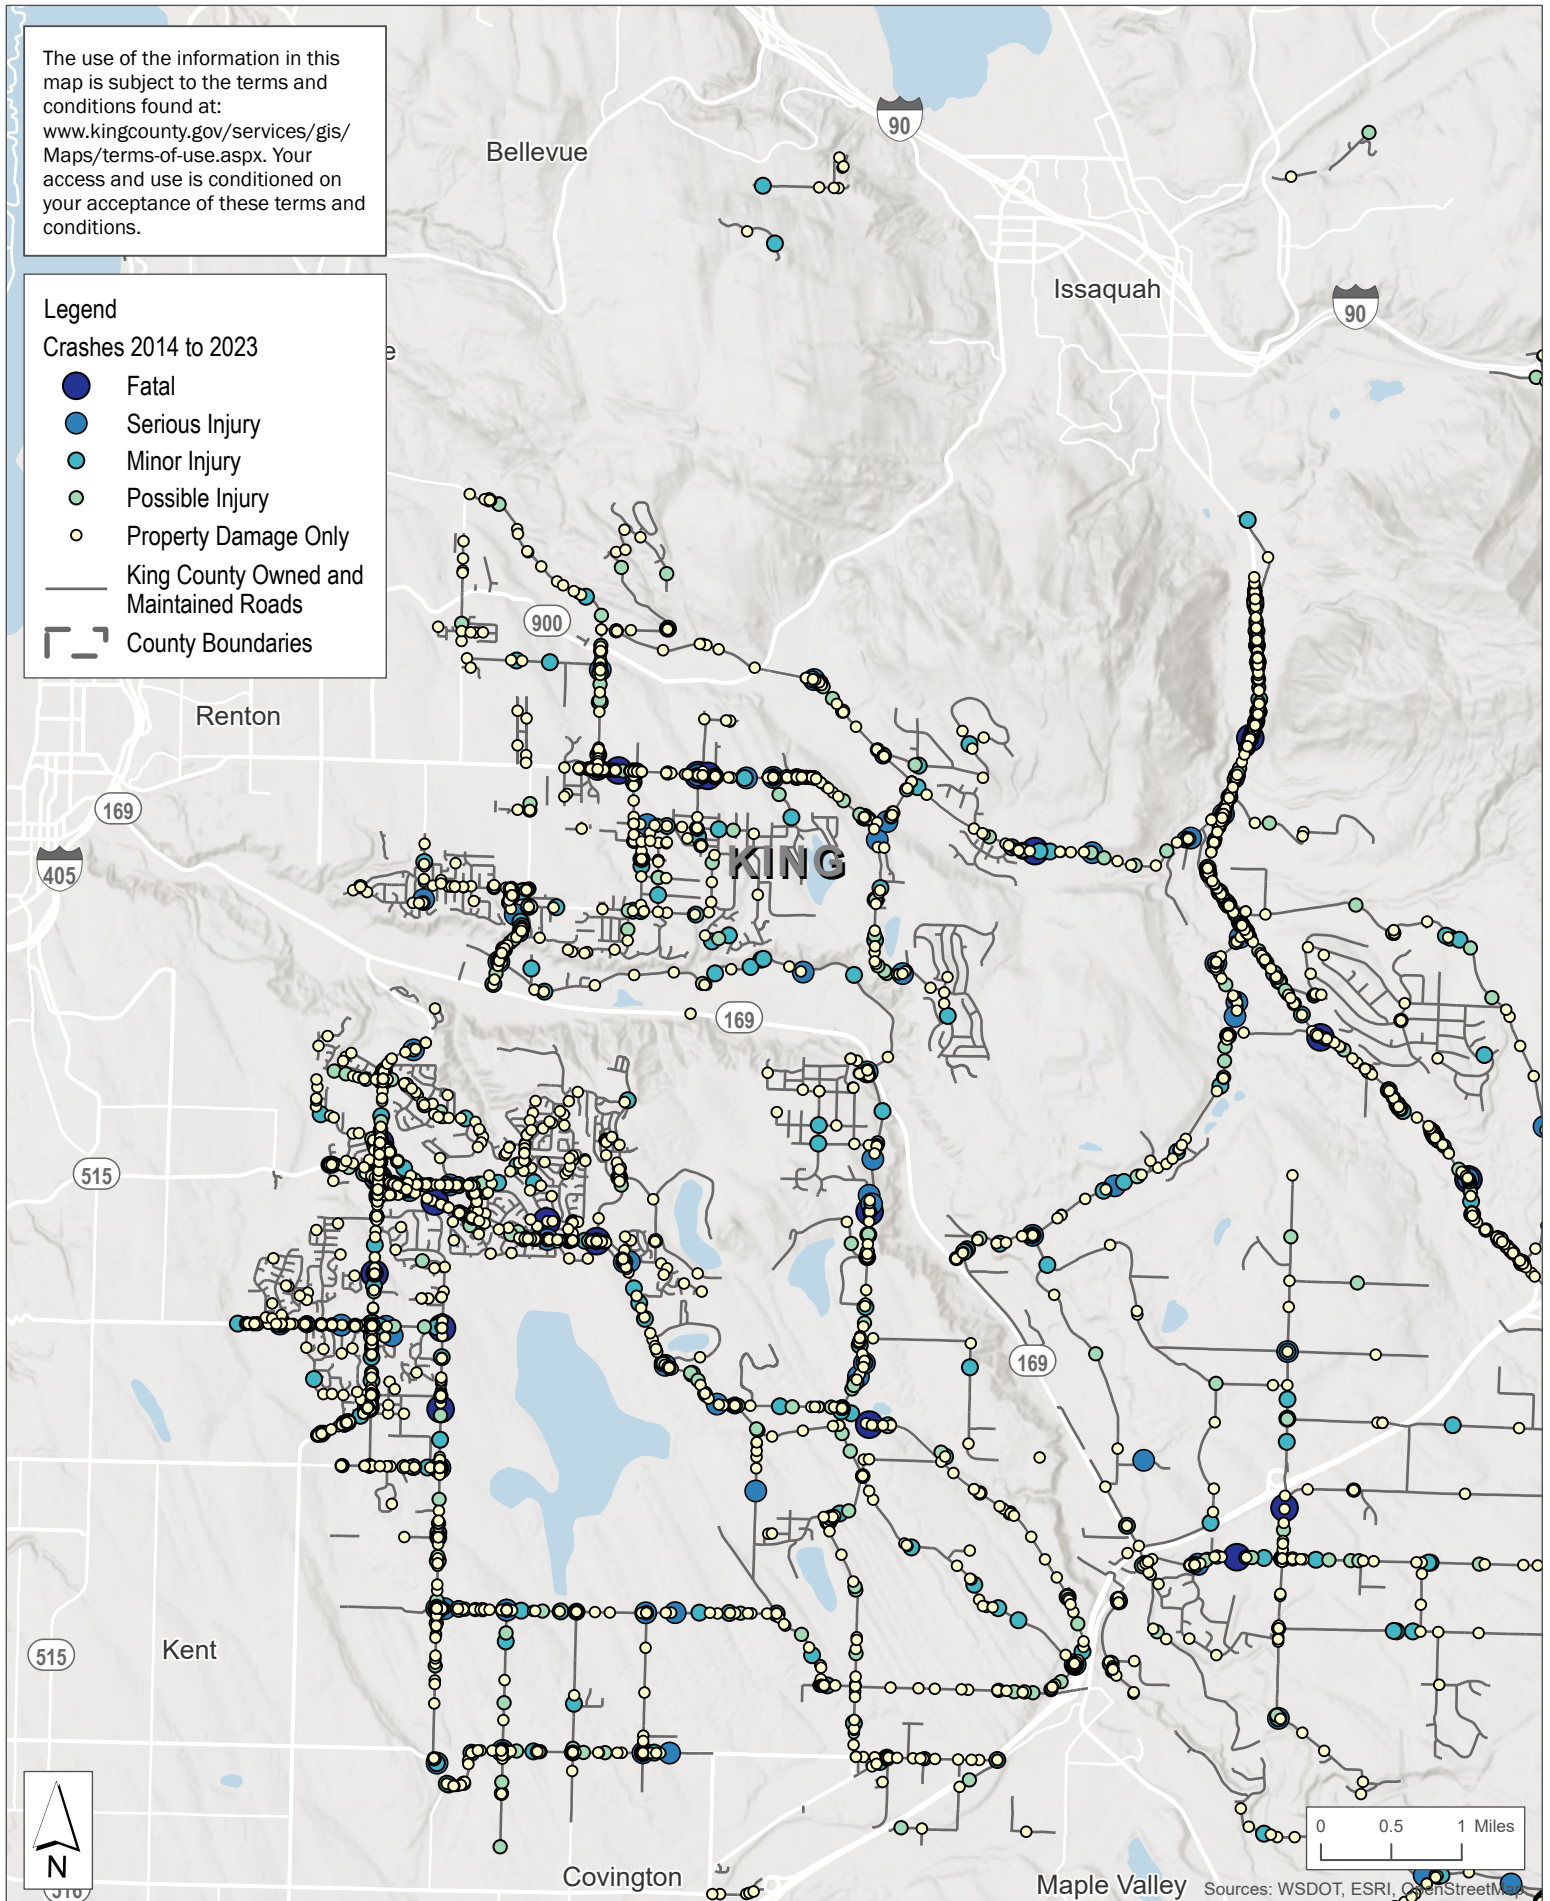 The use of the information in this
map is subject to the terms and
conditions found at:
www.kingcounty.gov/services/gis/
Maps/terms-of-use.aspx. Your
access and use is conditioned on
your acceptance of these terms and
conditions.
Bellevue
90
Issaquah
90
Legend
Crashes 2014 to 2023
Fatal
Serious Injury
Minor Injury
Possible Injury
Property Damage Only
King County Owned and
Maintained Roads
County Boundaries
e
900
Renton
169
405
KING
169
515
169
515
Kent
N
516
Covington
Maple Valley
0 0.5 1 Miles
Sources: WSDOT, ESRI, OpenStreetMap